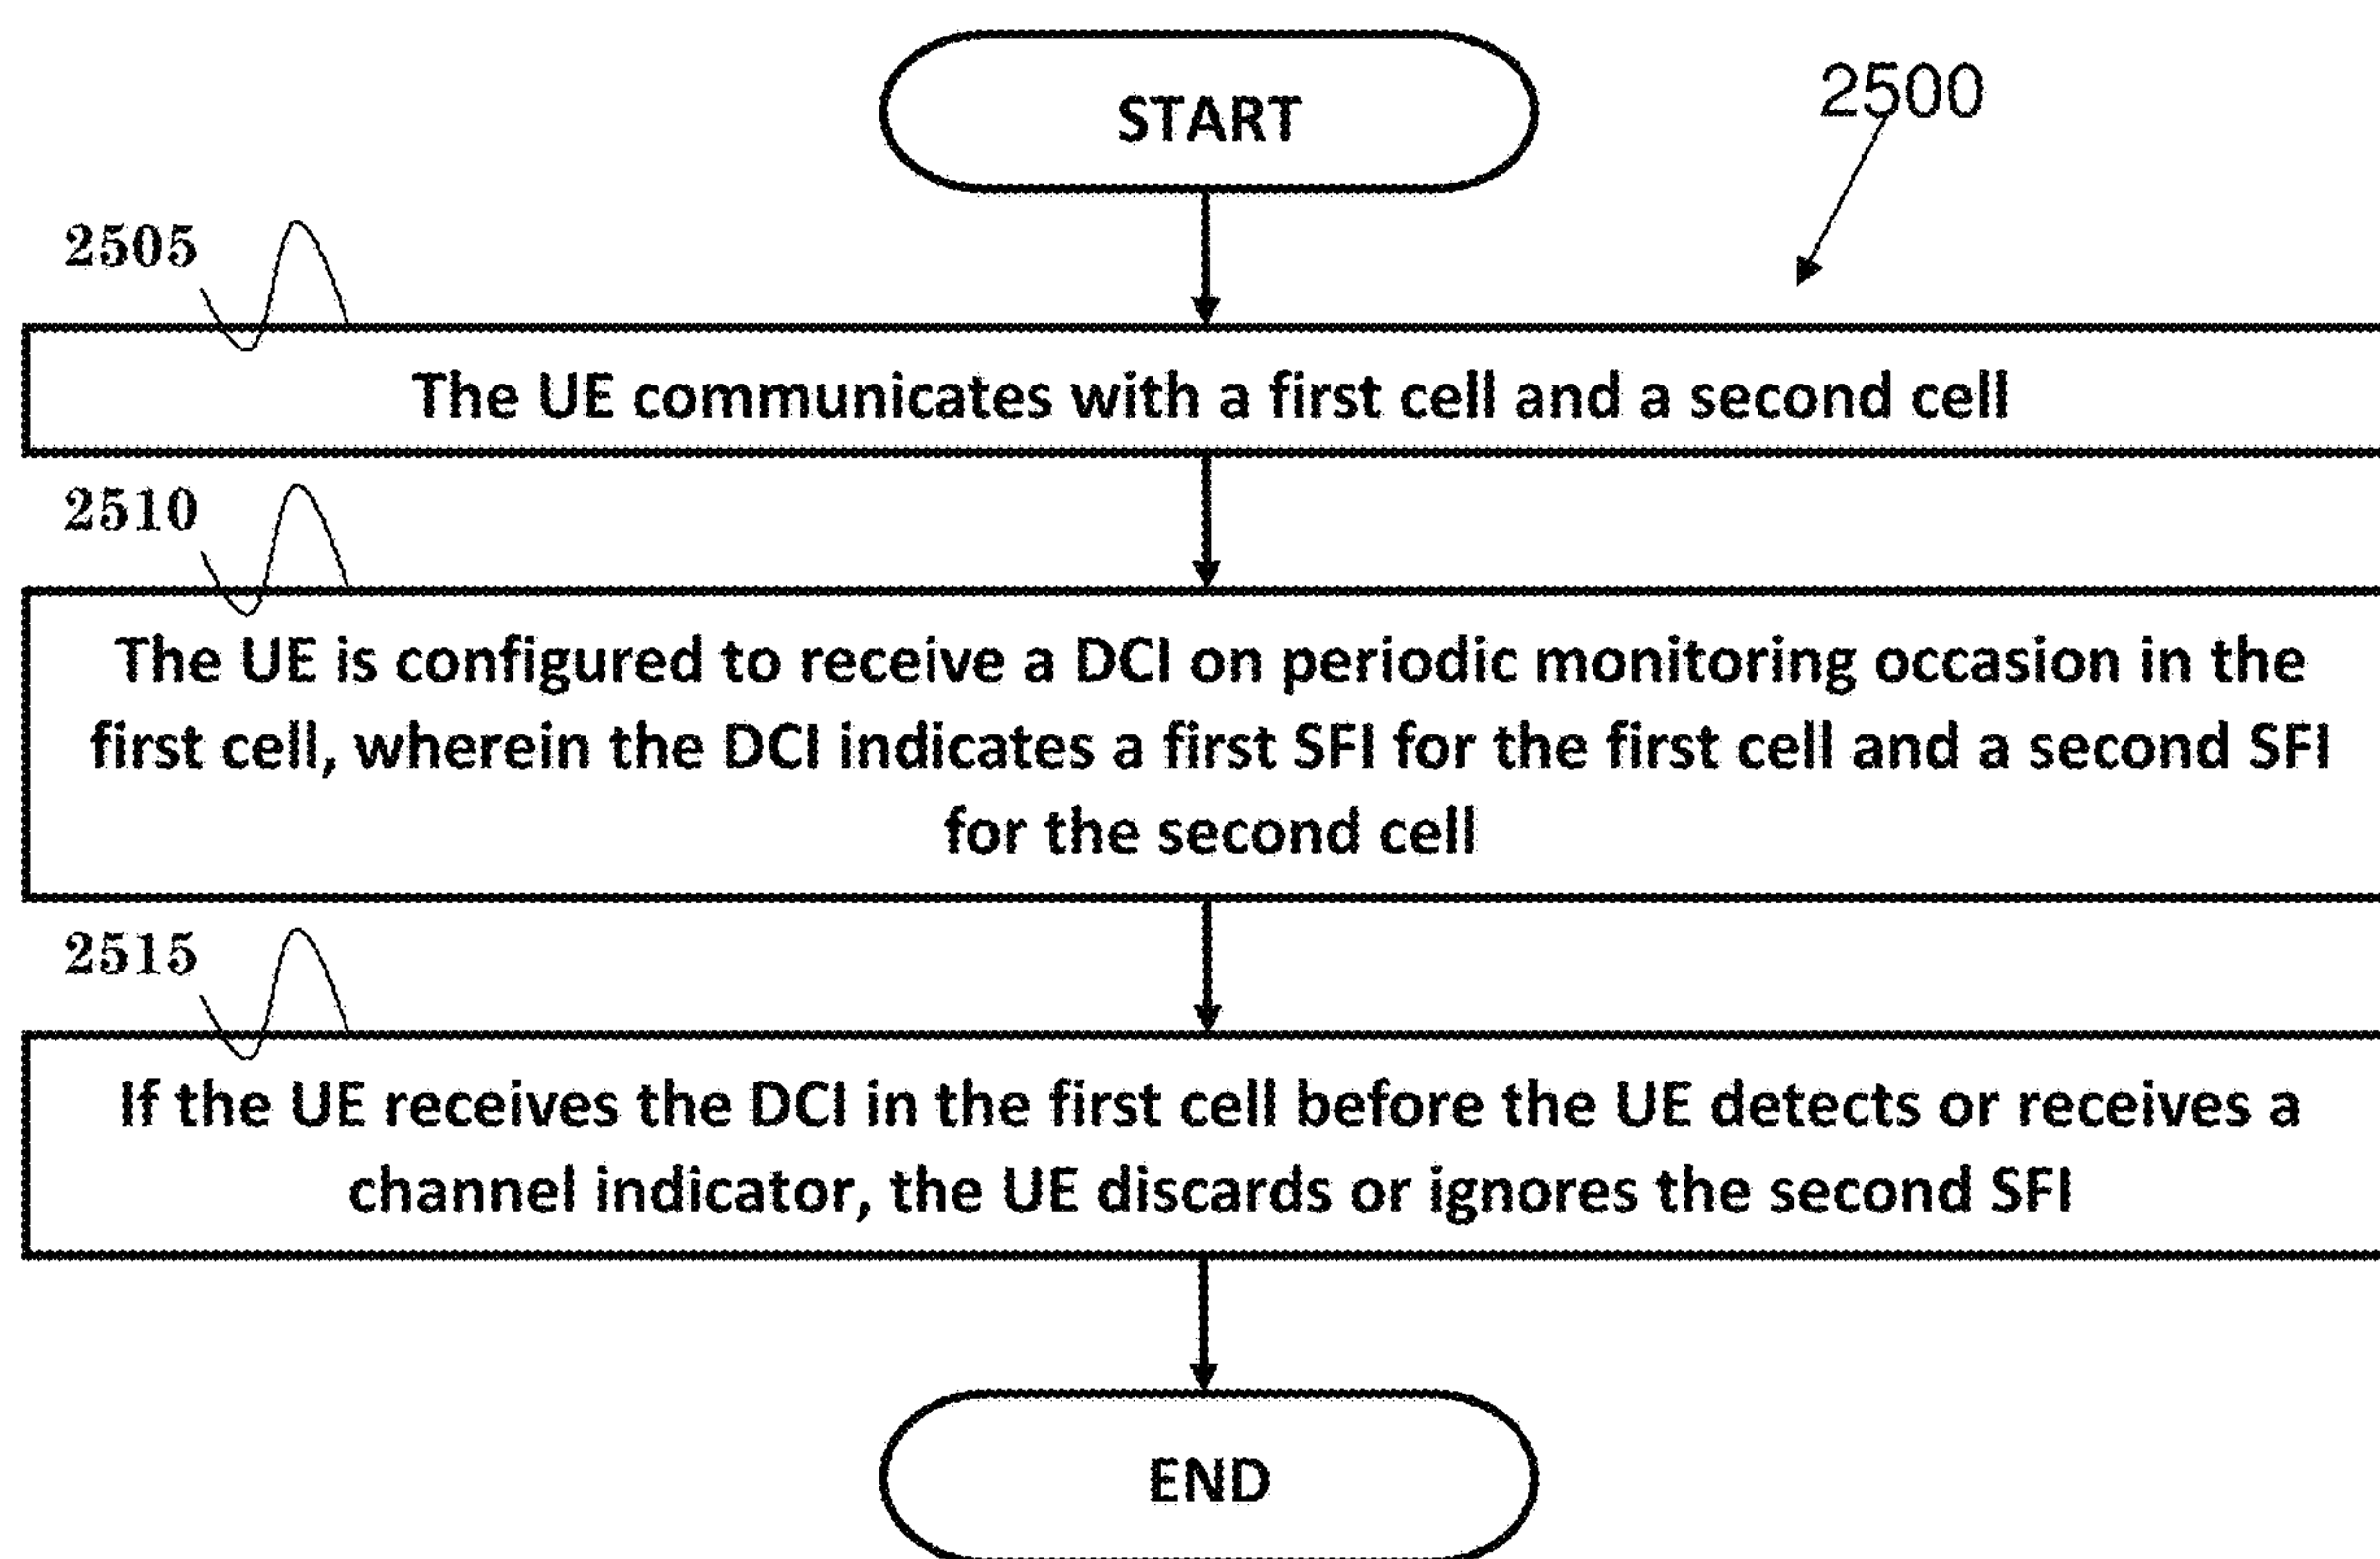 START
2500
2505
The UE communicates with a first cell and a second cell
2510
The UE is configured to receive a DCI on periodic monitoring occasion in the
first cell, wherein the DCI indicates a first SFI for the first cell and a second SFI
for the second cell
2515
If the UE receives the DCI in the first cell before the UE detects or receives a
channel indicator, the UE discards or ignores the second SFI
END